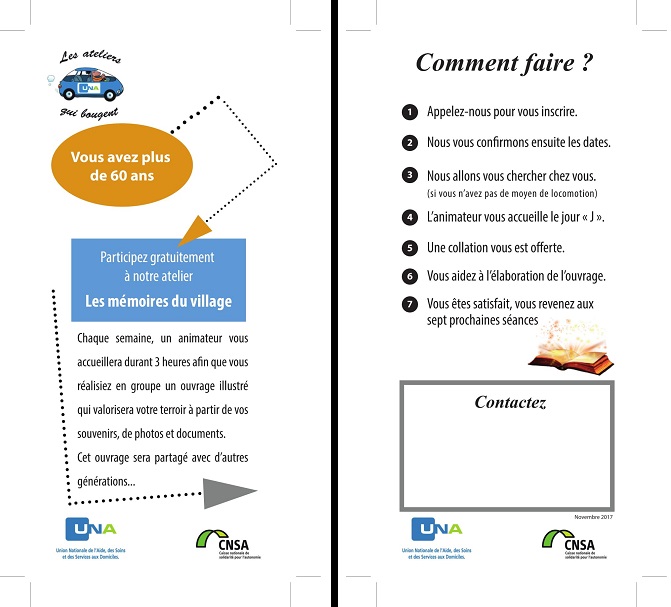 Les ateliers
UNA
qui bougent
Vous avez plus
de 60 ans
Participez gratuitement
à notre atelier
Les mémoires du village
Chaque semaine, un animateur vous
accueillera durant 3 heures afin que vous
réalisiez en groupe un ouvrage illustré
qui valorisera votre terroir à partir de vos
souvenirs, de photos et documents.
Cet ouvrage sera partagé avec d'autres
générations...
UNA
Union Nationale de l'Aide, des Soins
et des Services aux Domiciles.
CNSA
Caisse nationale de
solidarité pour l'autonomie
Comment faire ?
1 Appelez-nous pour vous inscrire.
2 Nous vous confirmons ensuite les dates.
3 Nous allons vous chercher chez vous.
(si vous n'avez pas de moyen de locomotion)
4 L'animateur vous accueille le jour « J ».
5 Une collation vous est offerte.
6 Vous aidez à l'élaboration de l'ouvrage.
7 Vous êtes satisfait, vous revenez aux
sept prochaines séances
Contactez
Novembre 2017
UNA
Union Nationale de l'Aide, des Soins
et des Services aux Domiciles.
CNSA
Caisse nationale de
solidarité pour l'autonomie